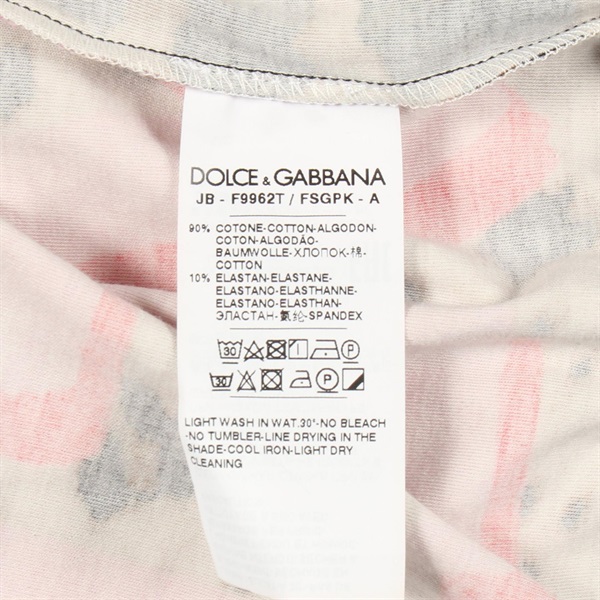 DOLCE & GABBANA
JB - F9962T / FSGPK - A
90% COTONE-COTTON-ALGODON-
COTON-ALGODÃO-
BAUMWOLLE-ХЛОПОК-棉-
COTTON
10% ELASTAN-ELASTANE-
ELASTANO-ELASTHANNE-
ELASTANO-ELASTHAN-
ЭЛАСТАН-氨纶-SPANDEX
30 P
30 P
LIGHT WASH IN WAT.30°-NO BLEACH
-NO TUMBLER-LINE DRYING IN THE
SHADE-COOL IRON-LIGHT DRY
CLEANING